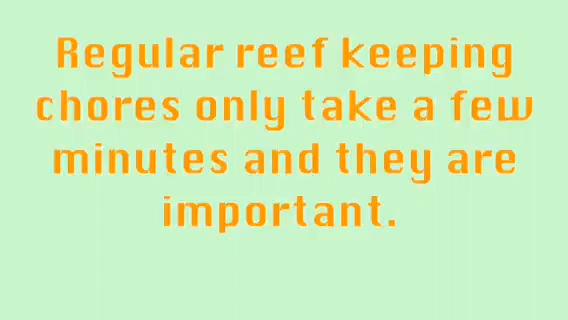 Regular reef keeping
chores only take a few
minutes and they are
important.